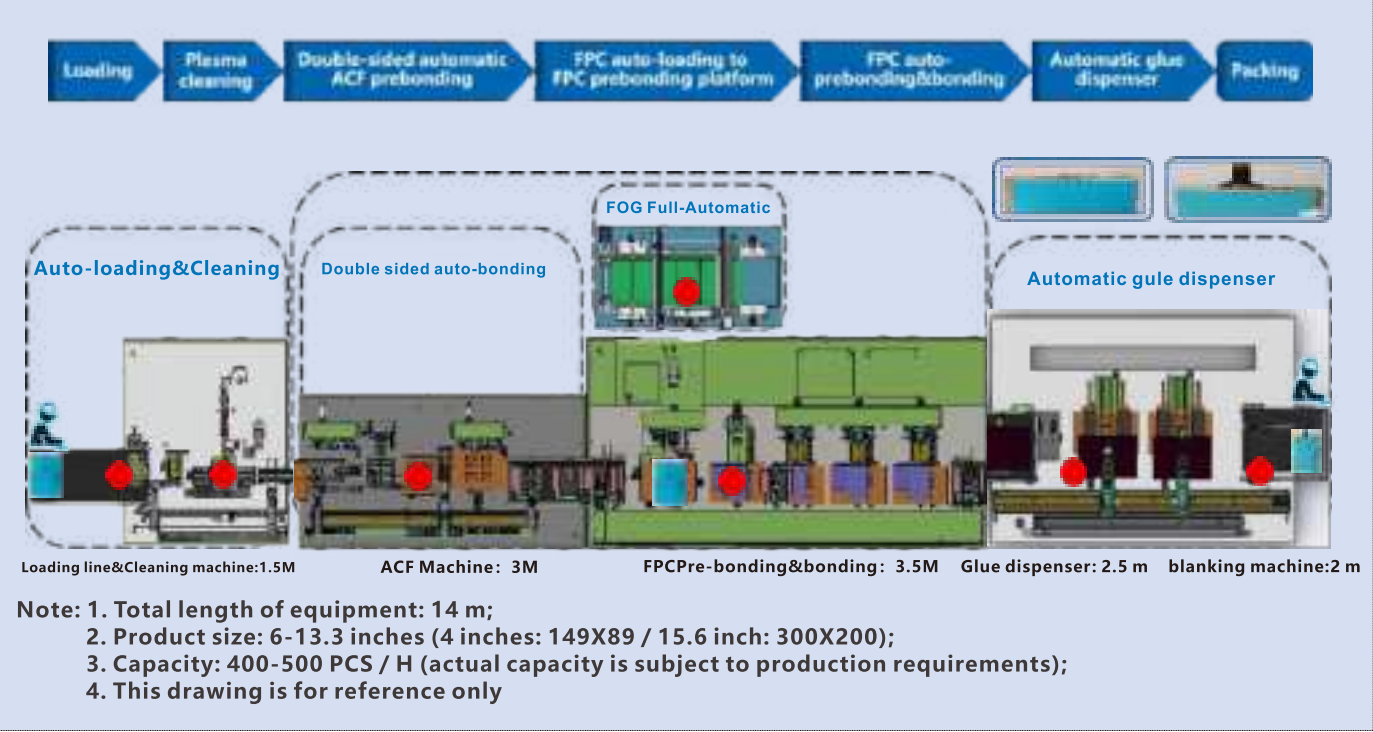 Loading
Plasma
cleaning
Double-sided automatic
ACF prebonding
FPC auto-loading to
FPC prebonding platform
FPC auto-
prebonding&bonding
Automatic glue
dispenser
Packing
FOG Full-Automatic
Auto-loading&Cleaning
Double sided auto-bonding
Automatic gule dispenser
Loading line&Cleaning machine:1.5M
ACF Machine: 3M
FPCPre-bonding&bonding: 3.5M
Glue dispenser: 2.5 m
blanking machine:2 m
Note: 1. Total length of equipment: 14 m;
2. Product size: 6-13.3 inches (4 inches: 149X89 / 15.6 inch: 300X200);
3. Capacity: 400-500 PCS / H (actual capacity is subject to production requirements);
4. This drawing is for reference only